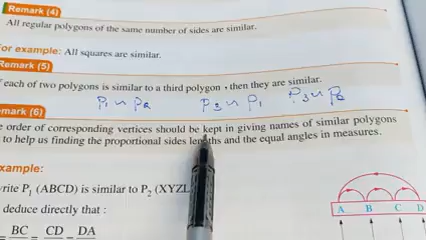 Remark (4)
All regular polygons of the same number of sides are similar.
For example: All squares are similar.
Remark (5)
f each of two polygons is similar to a third polygon , then they are similar.
P₁ ~ P₂ P₃ ~ P₁ P₃ ~ P₂
mark (6)
e order of corresponding vertices should be kept in giving names of similar polygons
to help us finding the proportional sides lengths and the equal angles in measures.
xample:
write P₁ (ABCD) is similar to P₂ (XYZL
deduce directly that :
= BC = CD = DA
A B C D